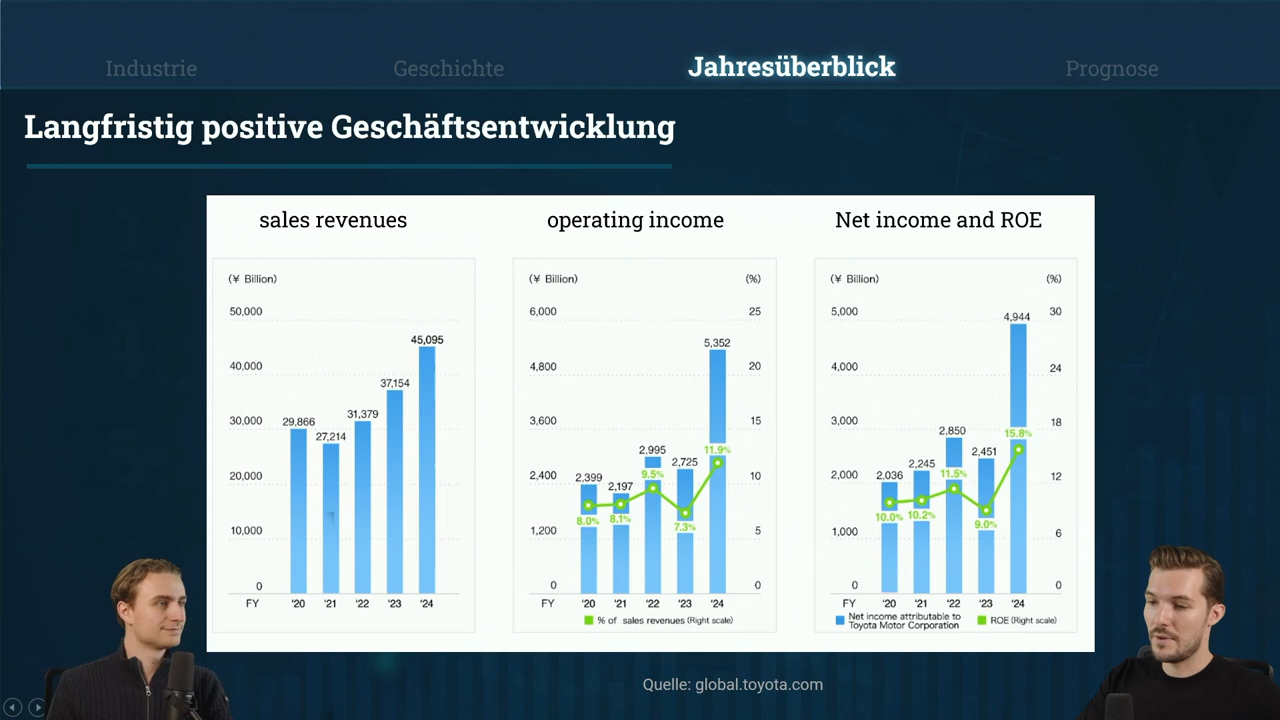 Industrie
Geschichte
Jahresüberblick
Prognose
Langfristig positive Geschäftsentwicklung
sales revenues
(¥ Billion)
50,000
40,000
30,000
20,000
10,000
0
29,866
27,214
31,379
37,154
45,095
FY '20 '21 '22 '23 '24
operating income
(¥ Billion) (%)
6,000 25
4,800 20
3,600 15
2,400 10
1,200 5
0 0
2,399
2,197
2,995
2,725
5,352
8.0%
8.1%
9.5%
7.3%
11.9%
FY '20 '21 '22 '23 '24
% of sales revenues (Right scale)
Net income and ROE
(¥ Billion) (%)
5,000 30
4,000 24
3,000 18
2,000 12
1,000 6
0 0
2,036
2,245
2,850
2,451
4,944
10.0%
10.2%
11.5%
9.0%
15.8%
FY '20 '21 '22 '23 '24
Net income attributable to
Toyota Motor Corporation
ROE (Right scale)
Quelle: global.toyota.com